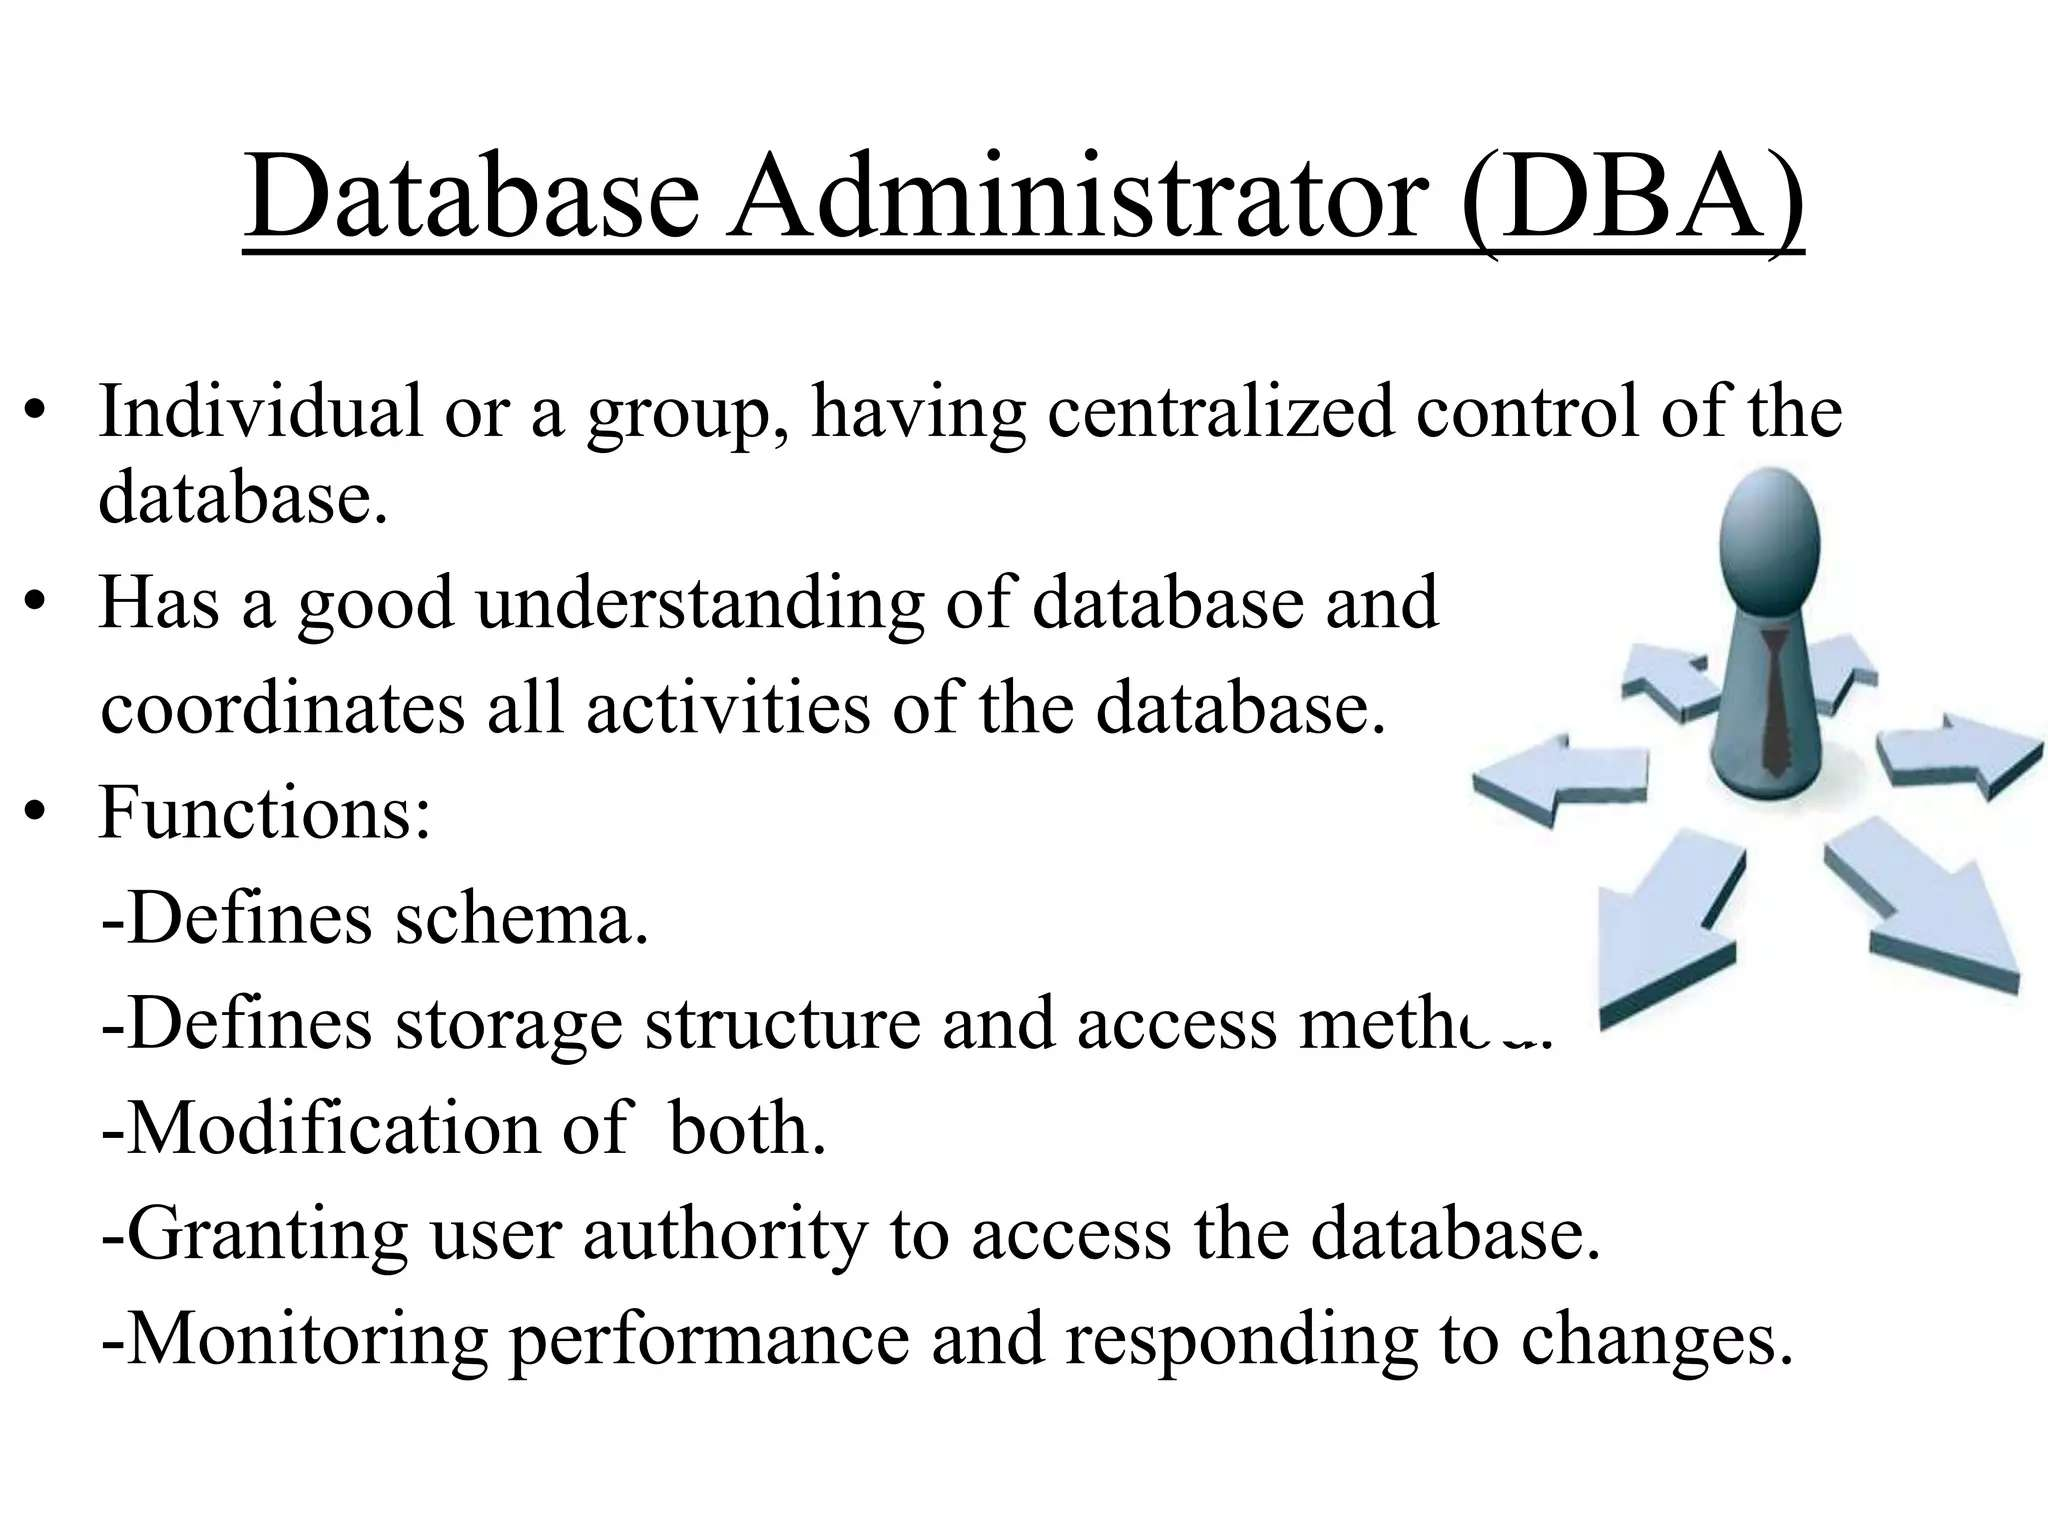 Database Administrator (DBA)
• Individual or a group, having centralized control of the
database.
• Has a good understanding of database and
coordinates all activities of the database.
• Functions:
-Defines schema.
-Defines storage structure and access method.
-Modification of  both.
-Granting user authority to access the database.
-Monitoring performance and responding to changes.